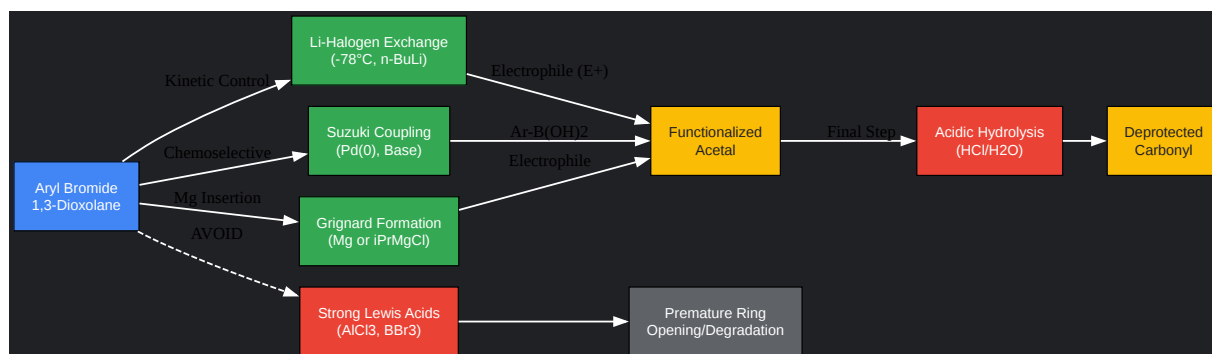 Li-Halogen Exchange
(-78°C, n-BuLi)
Kinetic Control
Electrophile (E+)
Suzuki Coupling
(Pd(0), Base)
Chemoselective
Ar-B(OH)2
Functionalized
Acetal
Final Step
Acidic Hydrolysis
(HCl/H2O)
Deprotected
Carbonyl
Aryl Bromide
1,3-Dioxolane
Mg Insertion
Electrophile
Grignard Formation
(Mg or iPrMgCl)
AVOID
Strong Lewis Acids
(AlCl3, BBr3)
Premature Ring
Opening/Degradation